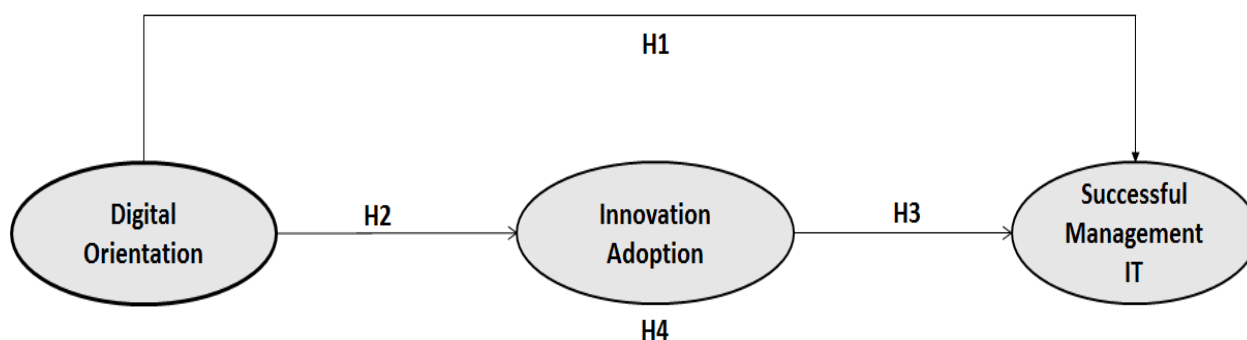 H1
Digital
Orientation
H2
Innovation
Adoption
H3
Successful
Management
IT
H4